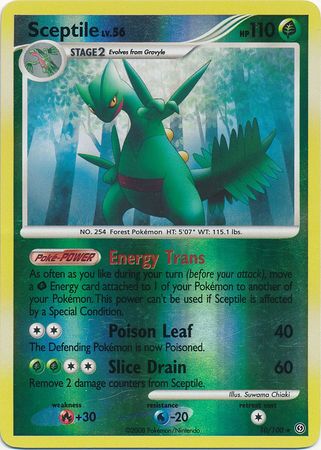 Sceptile LV.56 HP 110
STAGE2 Evolves from Grovyle
NO. 254 Forest Pokémon HT: 5'07" WT: 115.1 lbs.
Poké-POWER Energy Trans
As often as you like during your turn (before your attack), move
a Energy card attached to 1 of your Pokémon to another of
your Pokémon. This power can't be used if Sceptile is affected
by a Special Condition.
Poison Leaf 40
The Defending Pokémon is now Poisoned.
Slice Drain 60
Remove 2 damage counters from Sceptile.
Illus. Suwama Chiaki
weakness resistance retreat cost
+30 -20
©2008 Pokémon/Nintendo 10/100 ★